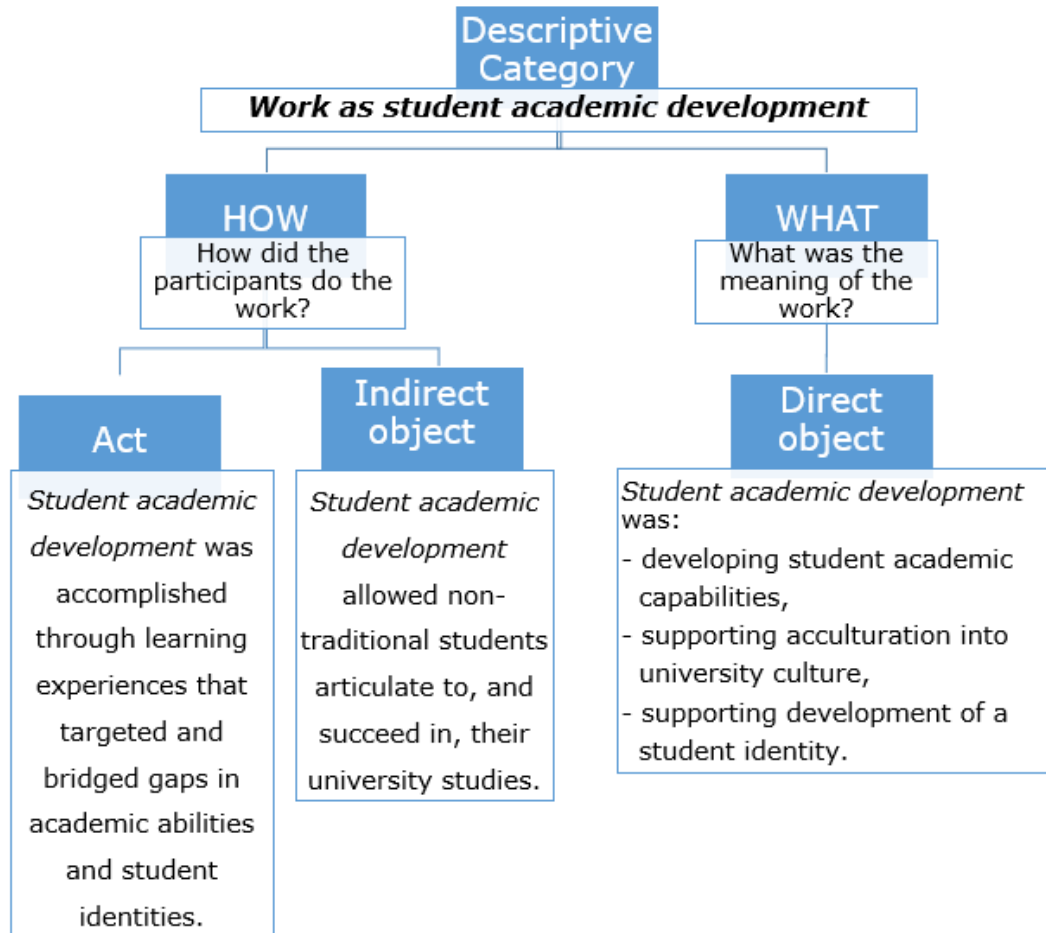 Descriptive
Category
Work as student academic development
HOW
How did the
participants do the
work?
WHAT
What was the
meaning of the
work?
Act
Student academic
development was
accomplished
through learning
experiences that
targeted and
bridged gaps in
academic abilities
and student
identities.
Indirect
object
Student academic
development
allowed non-
traditional students
articulate to, and
succeed in, their
university studies.
Direct
object
Student academic development
was:
- developing student academic
capabilities,
- supporting acculturation into
university culture,
- supporting development of a
student identity.